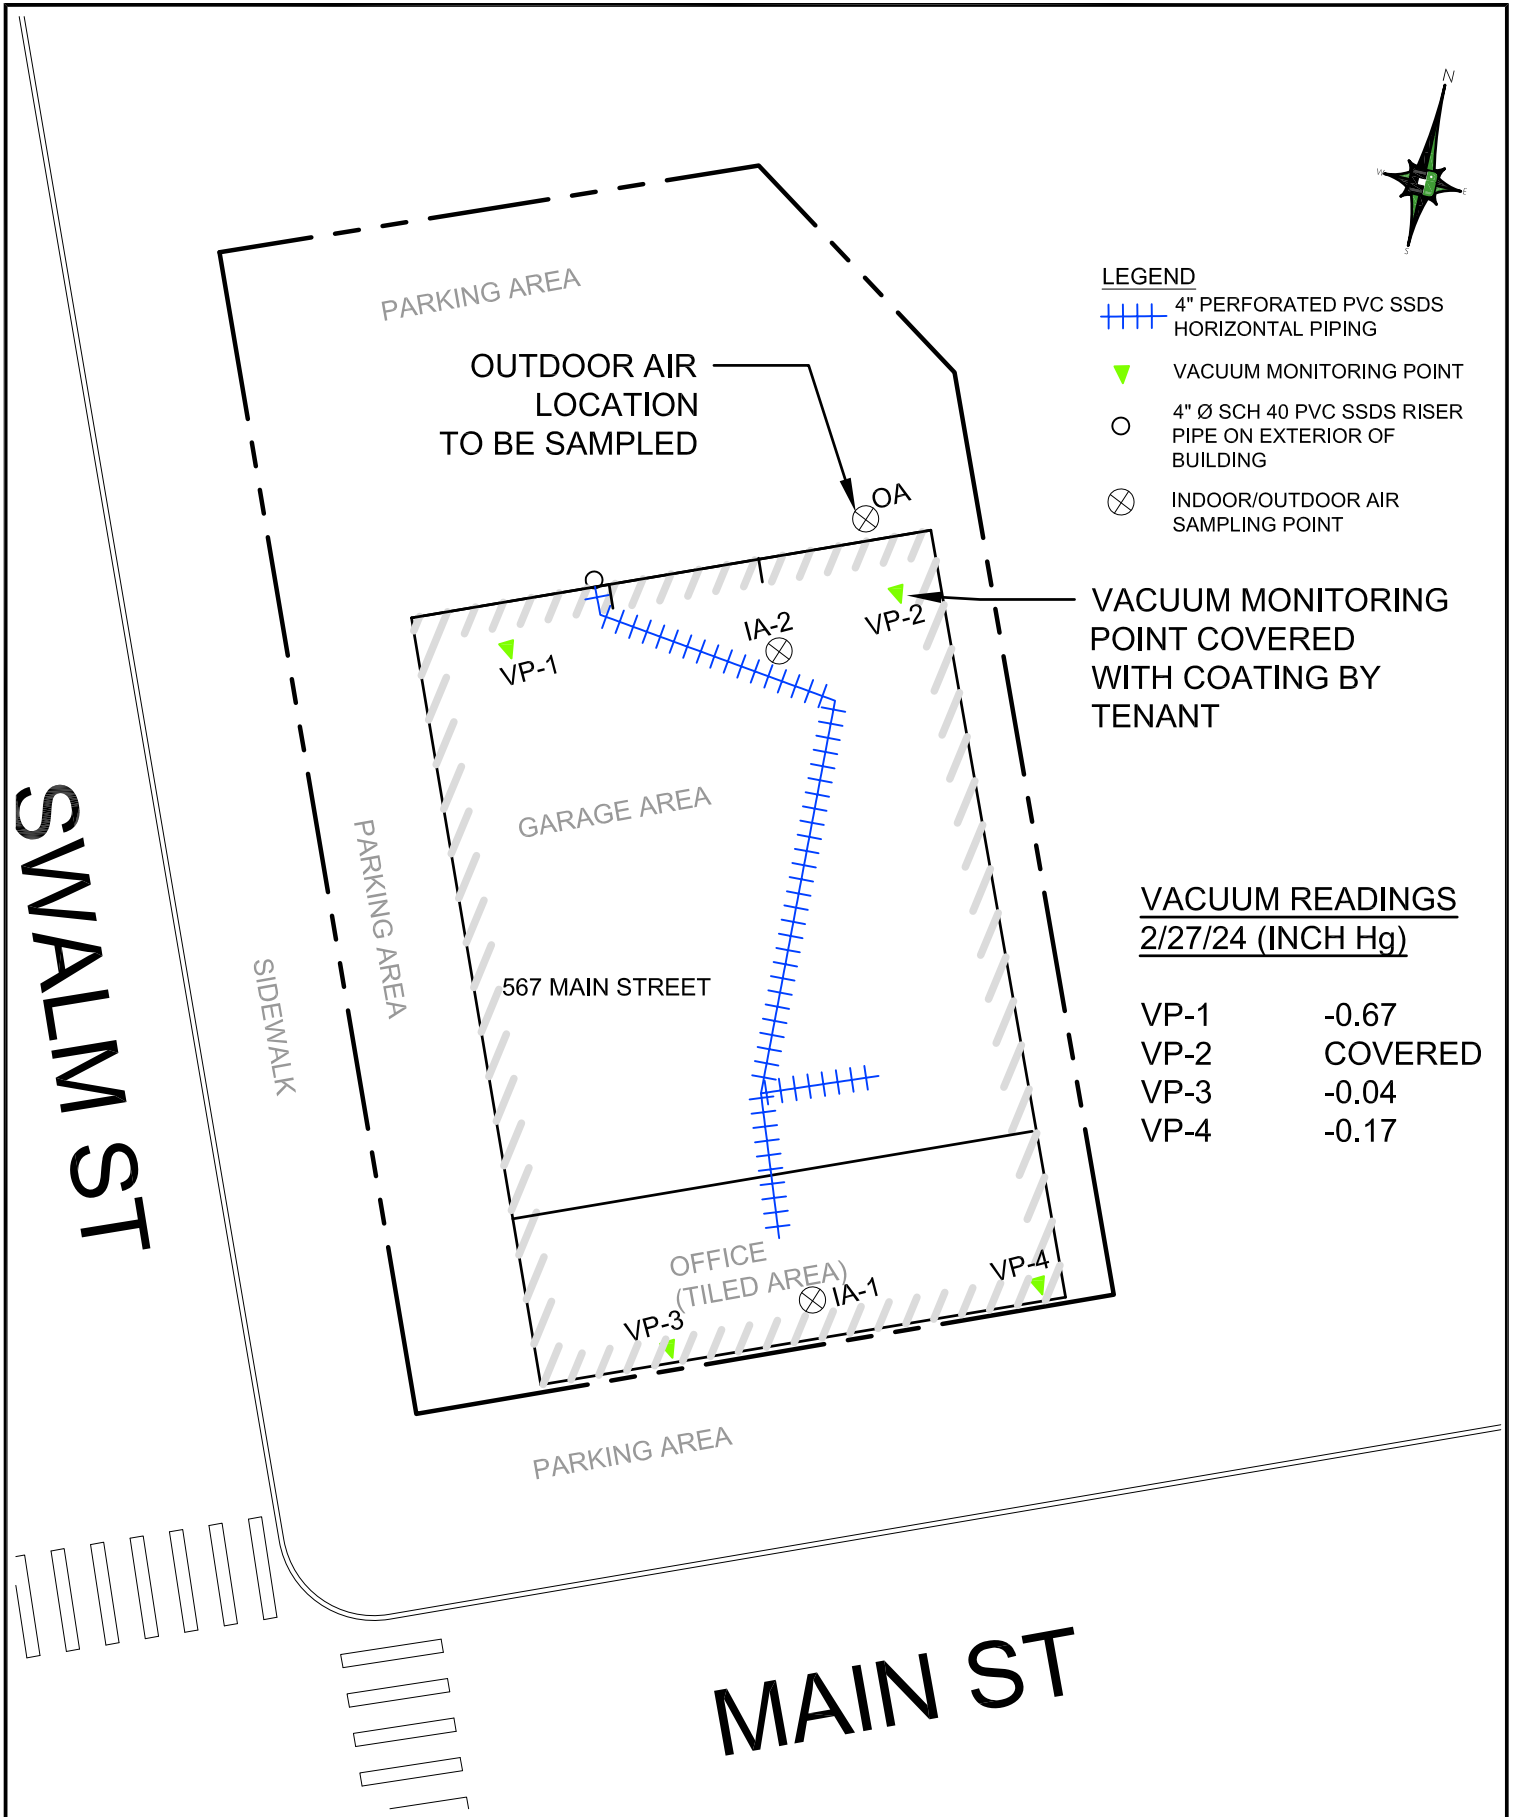 N
W
E
S
LEGEND
4" PERFORATED PVC SSDS
HORIZONTAL PIPING
VACUUM MONITORING POINT
4" Ø SCH 40 PVC SSDS RISER
PIPE ON EXTERIOR OF
BUILDING
INDOOR/OUTDOOR AIR
SAMPLING POINT
PARKING AREA
OUTDOOR AIR
LOCATION
TO BE SAMPLED
OA
VACUUM MONITORING
POINT COVERED
WITH COATING BY
TENANT
VP-1
IA-2
VP-2
GARAGE AREA
PARKING AREA
SIDEWALK
SWALM ST
567 MAIN STREET
VACUUM READINGS
2/27/24 (INCH Hg)
VP-1 -0.67
VP-2 COVERED
VP-3 -0.04
VP-4 -0.17
OFFICE
(TILED AREA)
VP-3
IA-1
VP-4
PARKING AREA
MAIN ST